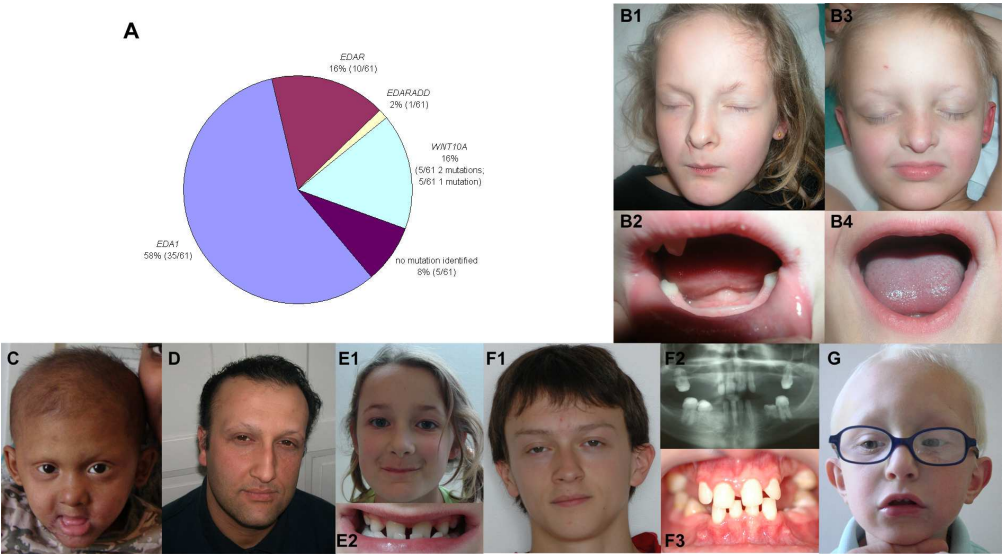 A
EDAR
16% (10/61)
EDARADD
2% (1/61)
WNT10A
16%
(5/61 2 mutations;
5/61 1 mutation)
no mutation identified
8% (5/61)
EDA1
58% (35/61)
B1
B3
B2
B4
C
D
E1
F1
F2
G
E2
F3